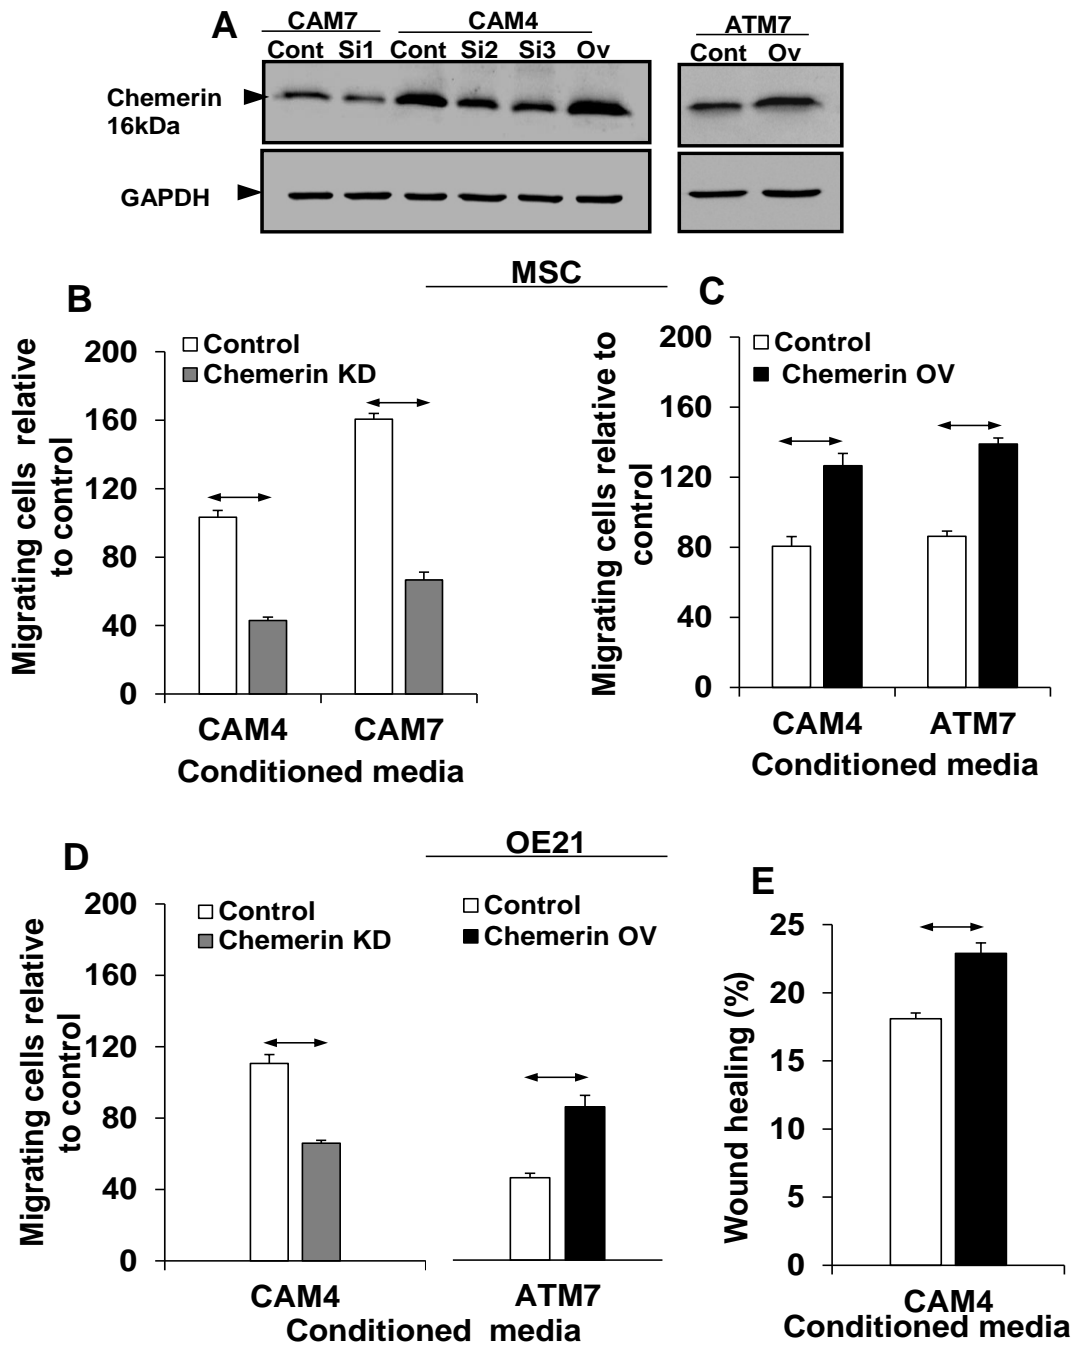 A
CAM7 CAM4 ATM7
Cont Si1 Cont Si2 Si3 Ov Cont Ov
Chemerin
16kDa
GAPDH
MSC
B
Migrating cells relative
to control
200
160
120
80
40
0
Control
Chemerin KD
CAM4 CAM7
Conditioned media
C
Migrating cells relative to
control
200
160
120
80
40
0
Control
Chemerin OV
CAM4 ATM7
Conditioned media
OE21
D
Migrating cells relative
to control
200
160
120
80
40
0
Control
Chemerin KD
Control
Chemerin OV
CAM4 ATM7
Conditioned media
E
Wound healing (%)
25
20
15
10
5
0
CAM4
Conditioned media